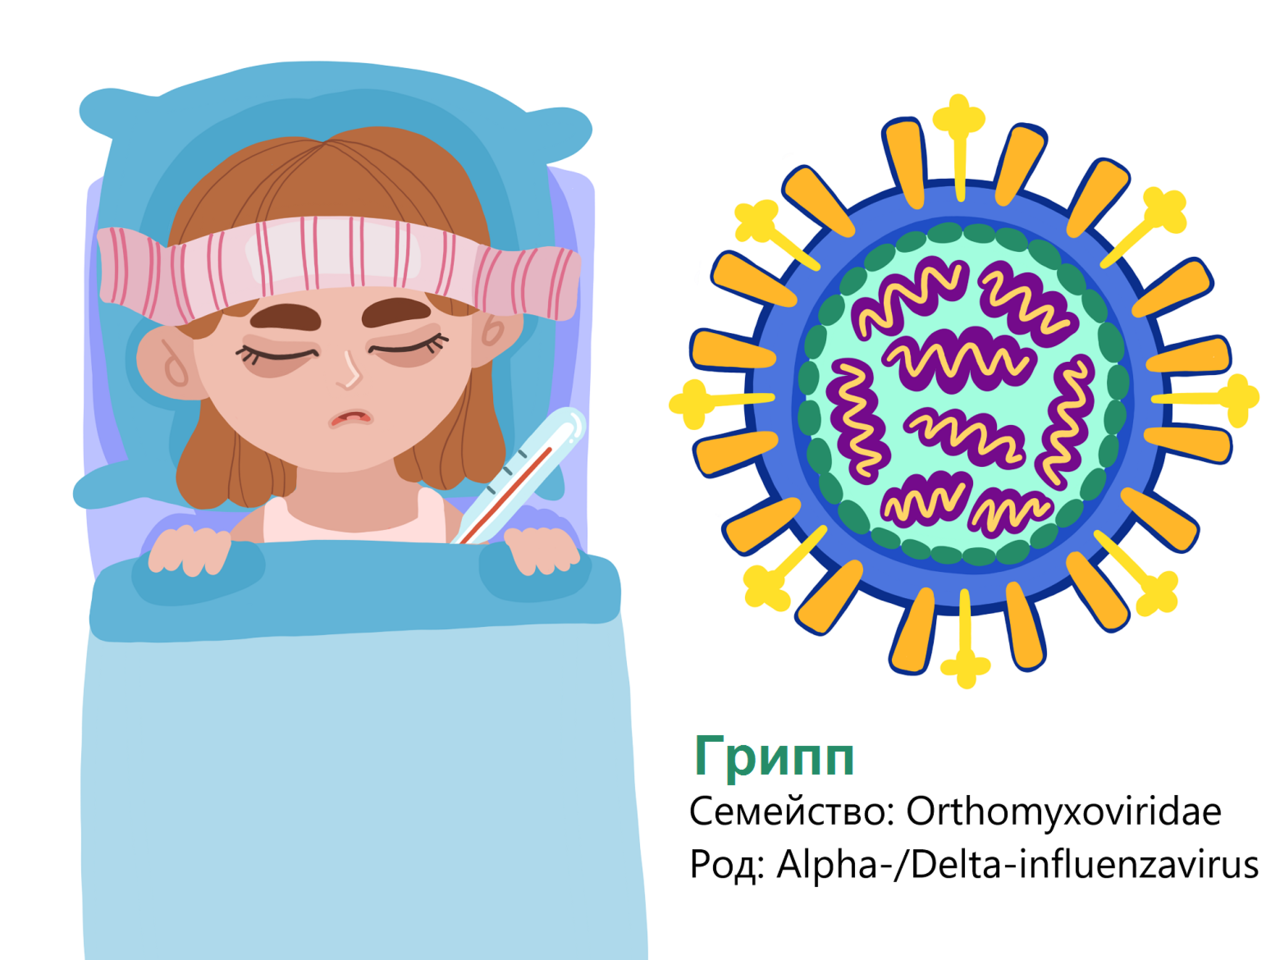 Грипп
Семейство: Orthomyxoviridae
Род: Alpha-/Delta-influenzavirus